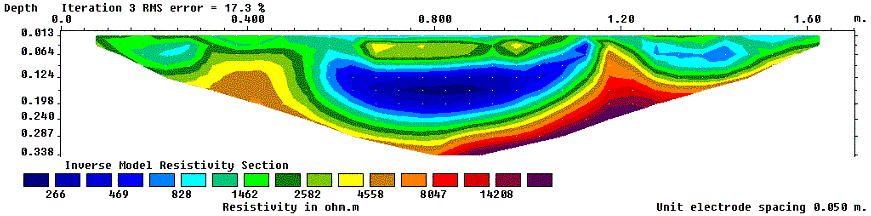 Depth Iteration 3 RMS error = 17.3 %
0.0 0.400 0.800 1.20 1.60 m.
0.013
0.064
0.124
0.198
0.240
0.287
0.338
Inverse Model Resistivity Section
266 469 828 1462 2582 4558 8047 14208
Resistivity in ohm.m Unit electrode spacing 0.050 m.